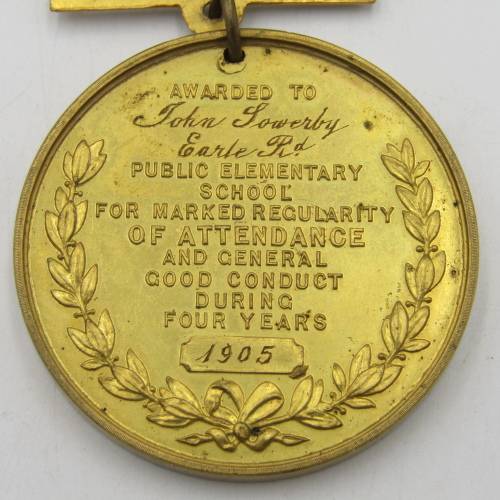 AWARDED TO
John Sowerby
Earle Rd
PUBLIC ELEMENTARY
SCHOOL
FOR MARKED REGULARITY
OF ATTENDANCE
AND GENERAL
GOOD CONDUCT
DURING
FOUR YEARS
1905